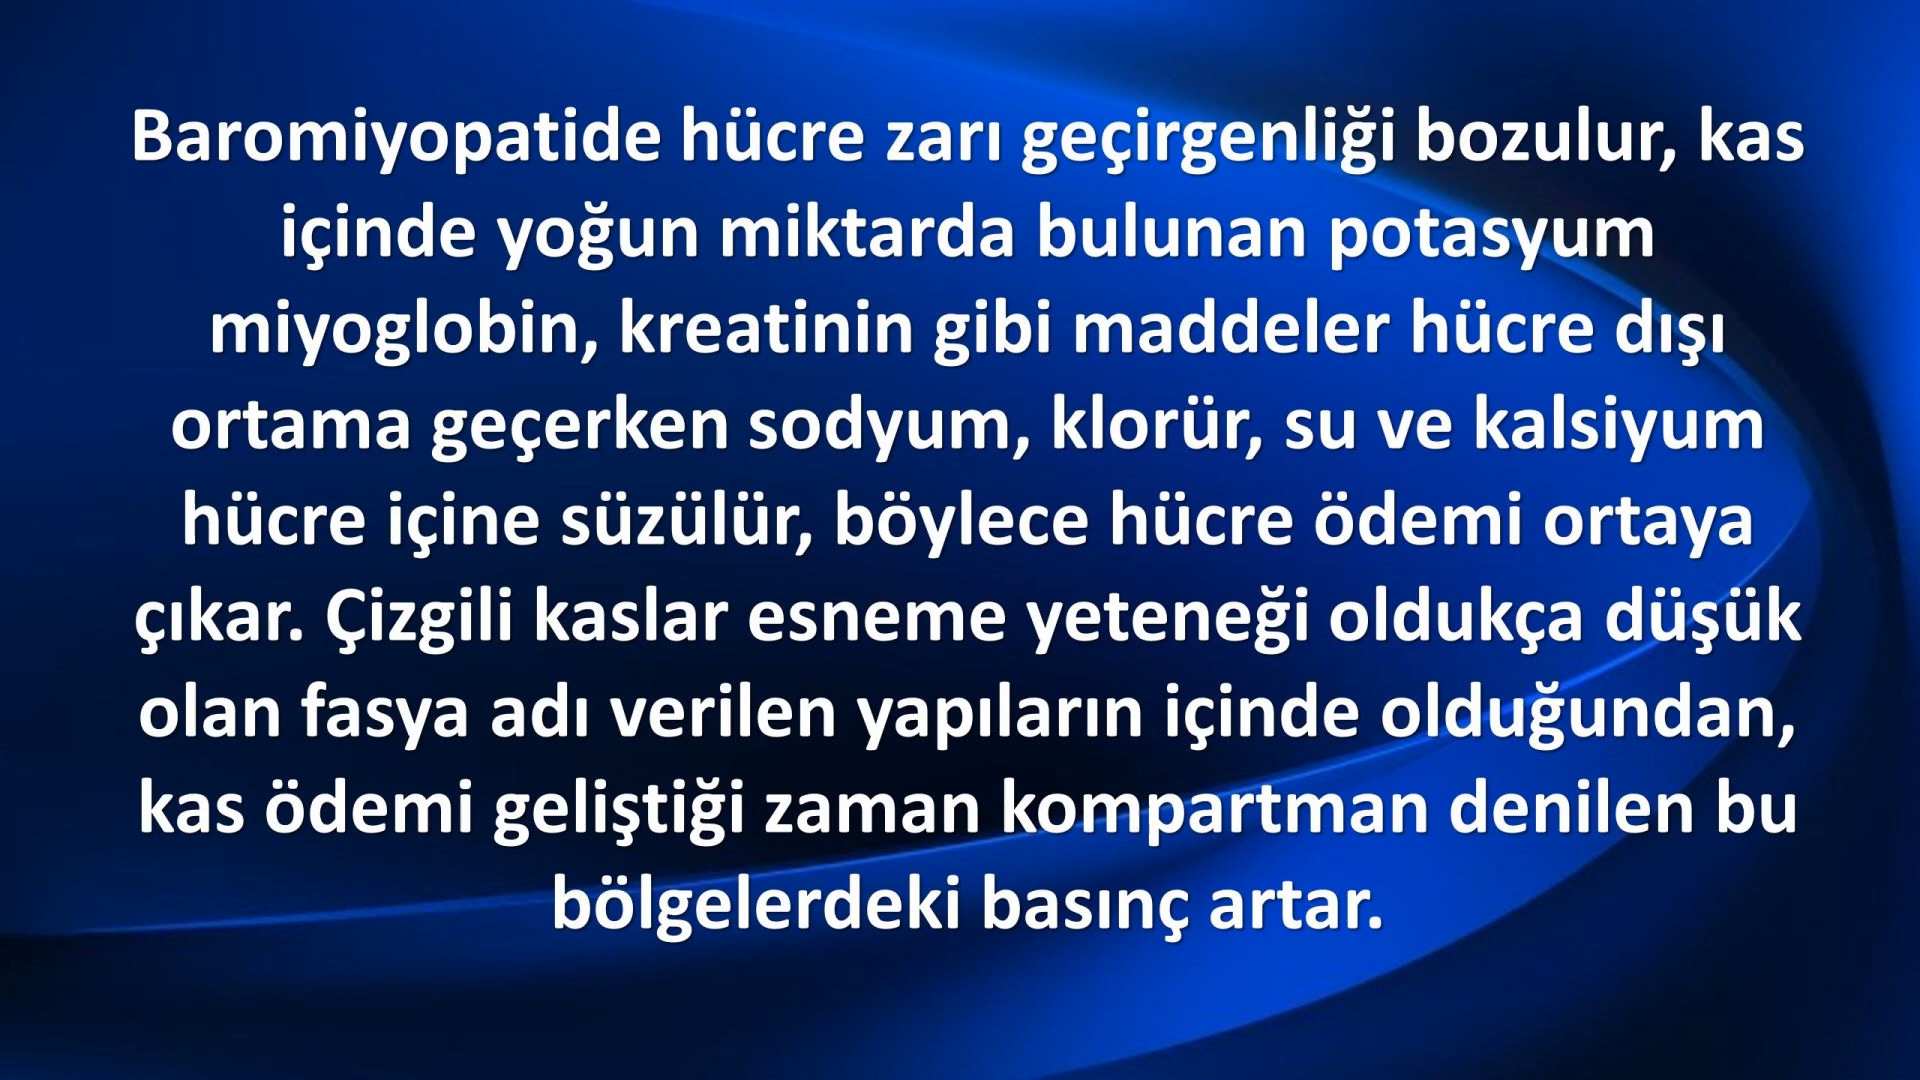 Baromiyopatide hücre zarı geçirgenliği bozulur, kas
içinde yoğun miktarda bulunan potasyum
miyoglobin, kreatinin gibi maddeler hücre dışı
ortama geçerken sodyum, klorür, su ve kalsiyum
hücre içine süzülür, böylece hücre ödemi ortaya
çıkar. Çizgili kaslar esneme yeteneği oldukça düşük
olan fasya adı verilen yapıların içinde olduğundan,
kas ödemi geliştiği zaman kompartman denilen bu
bölgelerdeki basınç artar.